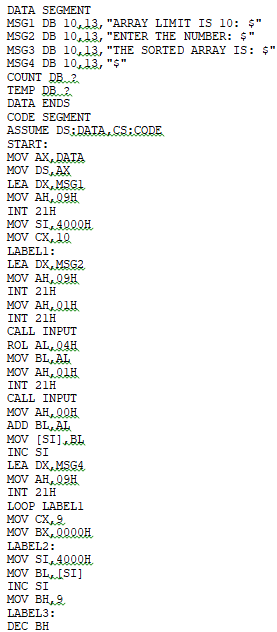 DATA SEGMENT
MSG1 DB 10,13,"ARRAY LIMIT IS 10: $"
MSG2 DB 10,13,"ENTER THE NUMBER: $"
MSG3 DB 10,13,"THE SORTED ARRAY IS: $"
MSG4 DB 10,13,"$"
COUNT DB ?
TEMP DB ?
DATA ENDS
CODE SEGMENT
ASSUME DS:DATA,CS:CODE
START:
MOV AX,DATA
MOV DS,AX
LEA DX,MSG1
MOV AH,09H
INT 21H
MOV SI,4000H
MOV CX,10
LABEL1:
LEA DX,MSG2
MOV AH,09H
INT 21H
MOV AH,01H
INT 21H
CALL INPUT
ROL AL,04H
MOV BL,AL
MOV AH,01H
INT 21H
CALL INPUT
MOV AH,00H
ADD BL,AL
MOV [SI],BL
INC SI
LEA DX,MSG4
MOV AH,09H
INT 21H
LOOP LABEL1
MOV CX,9
MOV BX,0000H
LABEL2:
MOV SI,4000H
MOV BL,[SI]
INC SI
MOV BH,9
LABEL3:
DEC BH